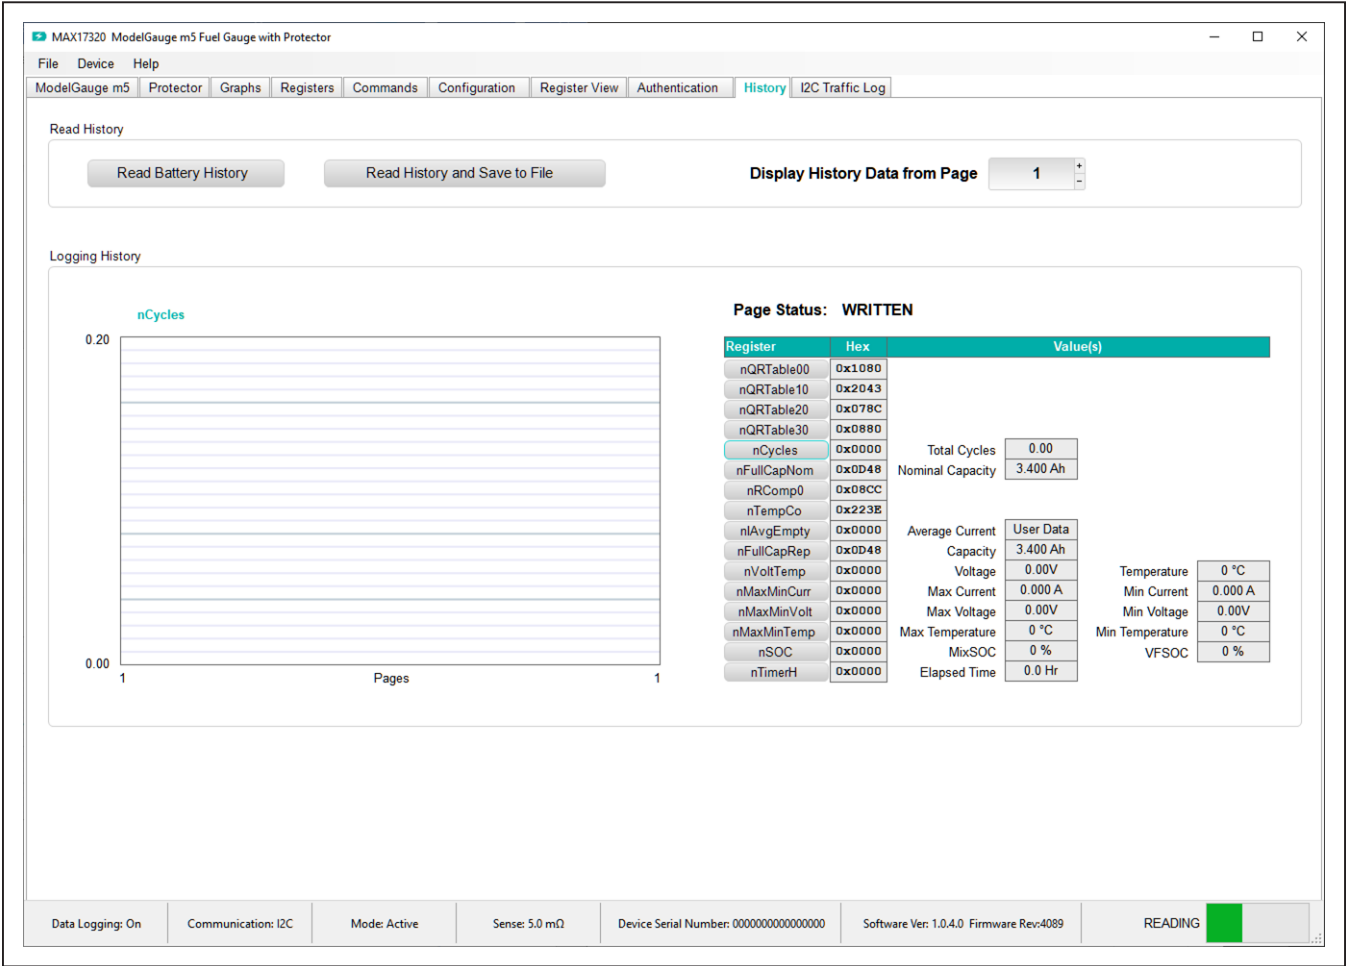 MAX17320 ModelGauge m5 Fuel Gauge with Protector
File Device Help
ModelGauge m5 Protector Graphs Registers Commands Configuration Register View Authentication History I2C Traffic Log
Read History
Read Battery History Read History and Save to File Display History Data from Page 1 + -
Logging History
nCycles
0.20
0.00
1 Pages 1
Page Status: WRITTEN
Register Hex Value(s)
nQRTable00 0x1080
nQRTable10 0x2043
nQRTable20 0x078C
nQRTable30 0x0880
nCycles 0x0000 Total Cycles 0.00
nFullCapNom 0x0D48 Nominal Capacity 3.400 Ah
nRComp0 0x08CC
nTempCo 0x223E
nIAvgEmpty 0x0000 Average Current User Data
nFullCapRep 0x0D48 Capacity 3.400 Ah
nVoltTemp 0x0000 Voltage 0.00V Temperature 0 °C
nMaxMinCurr 0x0000 Max Current 0.000 A Min Current 0.000 A
nMaxMinVolt 0x0000 Max Voltage 0.00V Min Voltage 0.00V
nMaxMinTemp 0x0000 Max Temperature 0 °C Min Temperature 0 °C
nSOC 0x0000 MixSOC 0 % VFSOC 0 %
nTimerH 0x0000 Elapsed Time 0.0 Hr
Data Logging: On Communication: I2C Mode: Active Sense: 5.0 mΩ Device Serial Number: 0000000000000000 Software Ver: 1.0.4.0 Firmware Rev:4089 READING